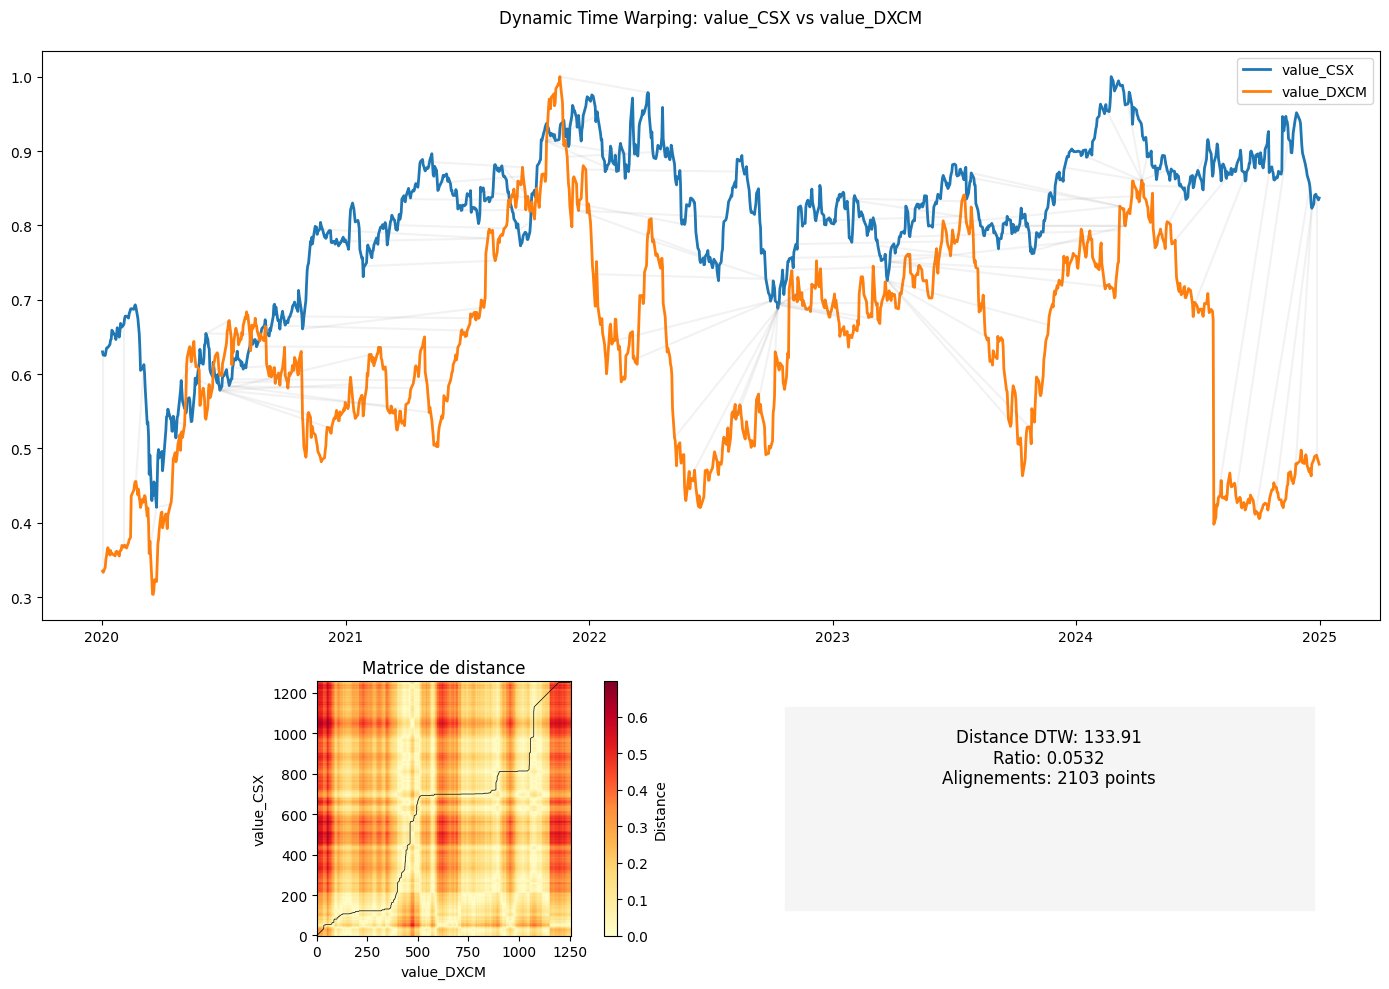 Dynamic Time Warping: value_CSX vs value_DXCM
value_CSX
value_DXCM
1.0
0.9
0.8
0.7
0.6
0.5
0.4
0.3
2020 2021 2022 2023 2024 2025
Matrice de distance
value_CSX
1200
1000
800
600
400
200
0
0 250 500 750 1000 1250
value_DXCM
0.6
0.5
0.4
0.3
0.2
0.1
0.0
Distance
Distance DTW: 133.91
Ratio: 0.0532
Alignements: 2103 points